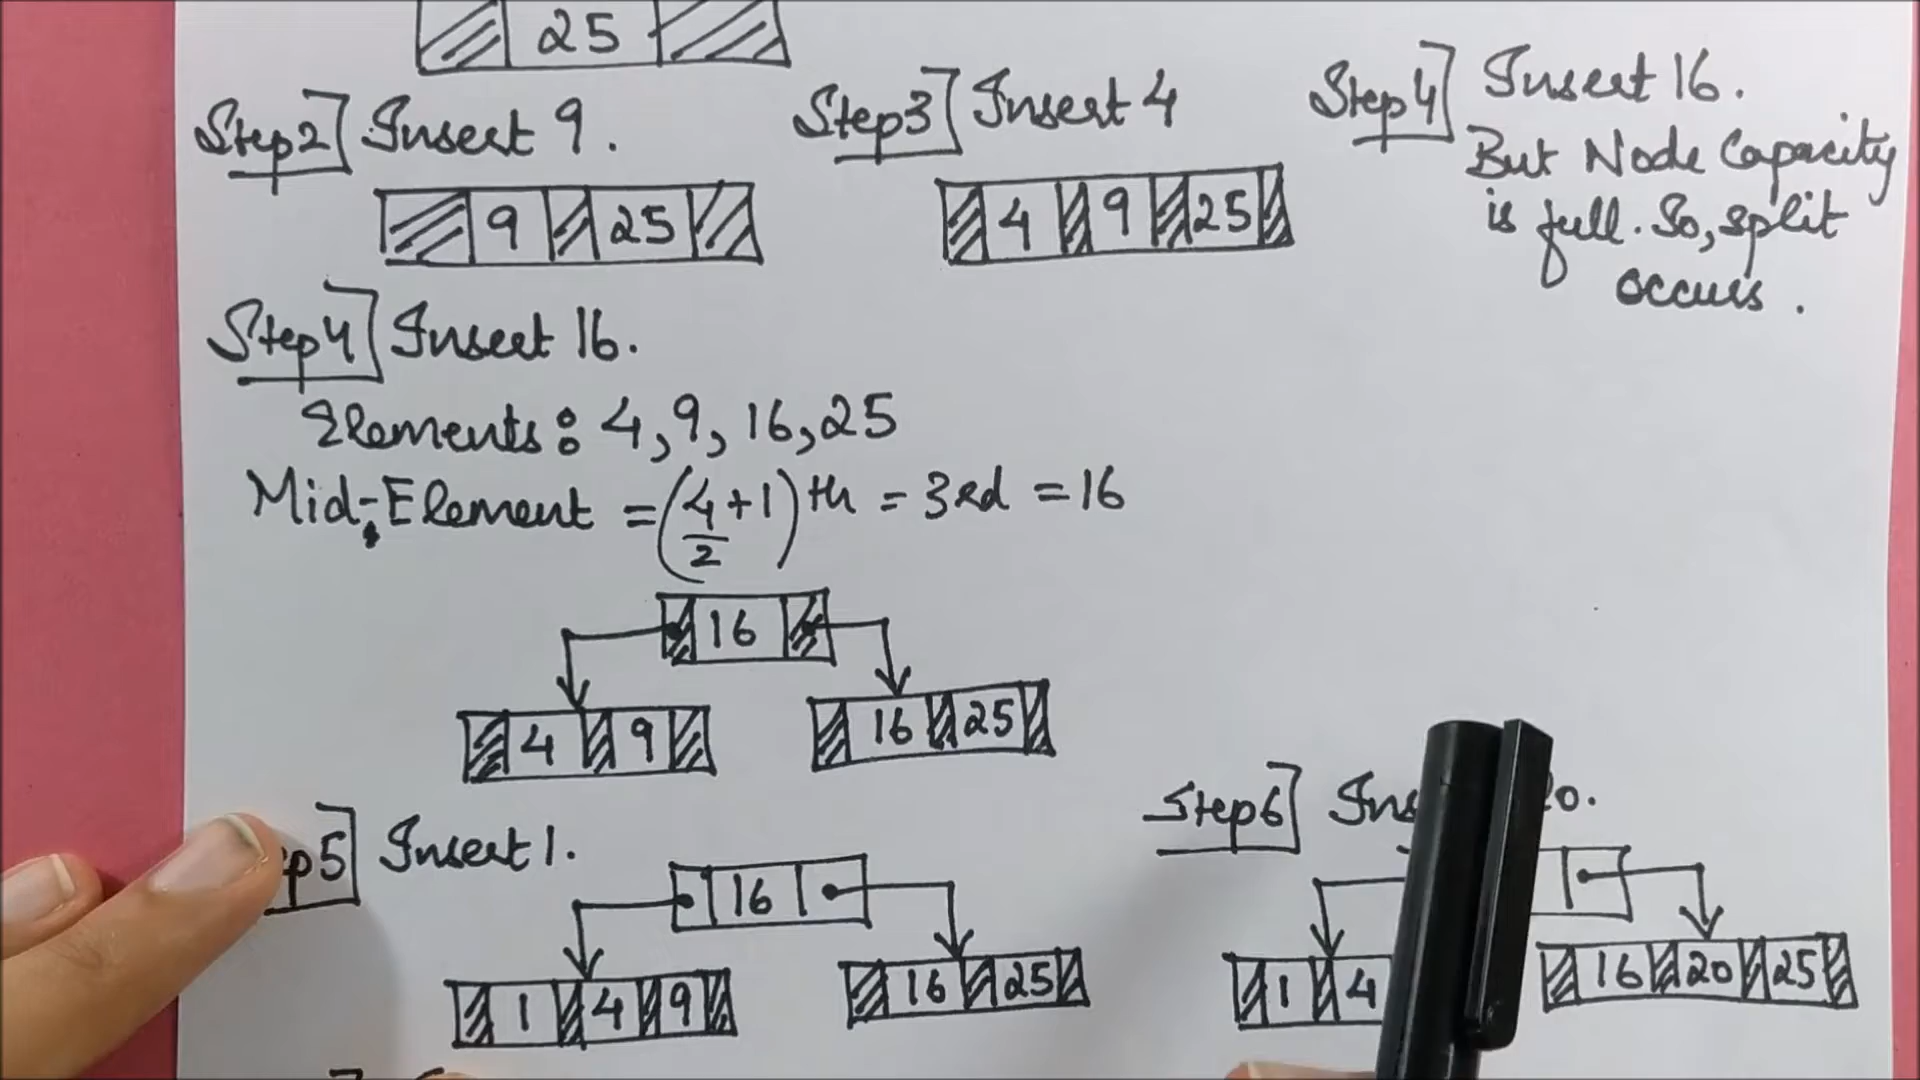 25
Step2] Insert 9.
9 25
Step3] Insert 4
4 9 25
Step4] Insert 16.
But Node Capacity
is full. So, split
occurs.
Step4] Insert 16.
Elements: 4, 9, 16, 25
Mid-Element = (4/2 + 1)th = 3rd = 16
16
4 9
16 25
p5] Insert 1.
16
1 4 9
16 25
Step6]
1 4
16 20 25